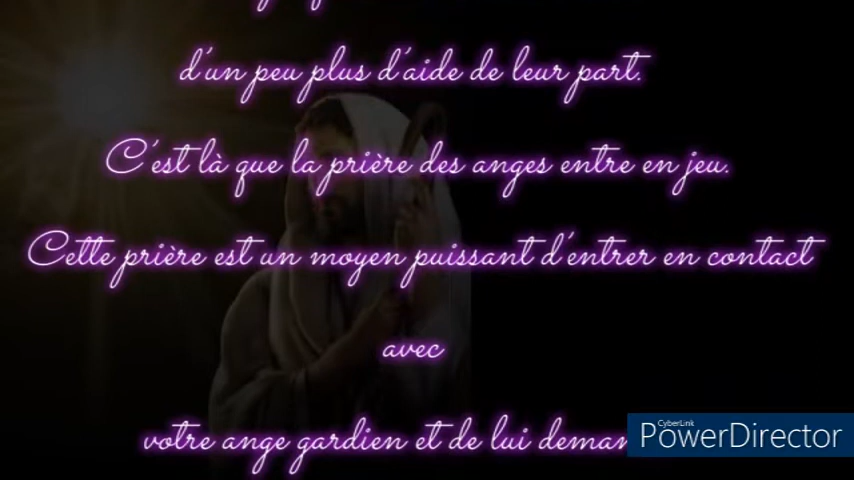 d'un peu plus d'aide de leur part.
C'est là que la prière des anges entre en jeu.
Cette prière est un moyen puissant d'entrer en contact
avec
votre ange gardien et de lui
CyberLink
PowerDirector